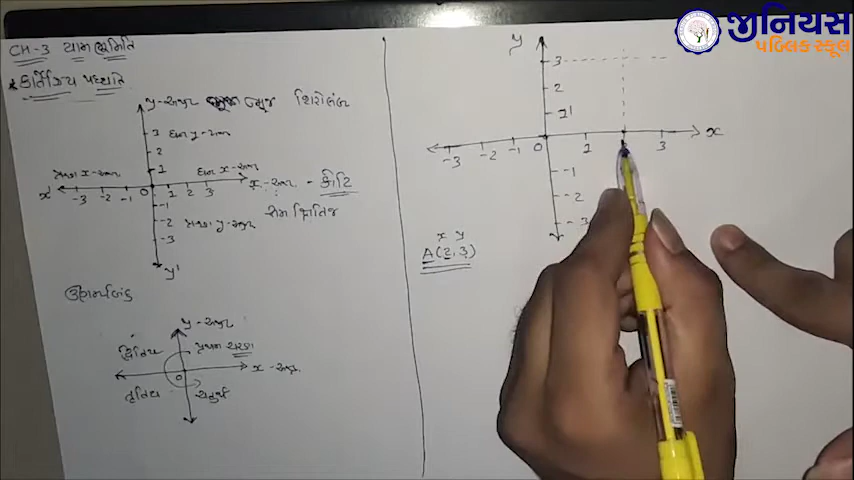 CH-3 યામ ભૂમિતિ
*કાર્તેઝિય પધ્ધતિ
y-અક્ષ ભૂજ શિરોલંબ
3 ધન y-અક્ષ
2
1
ઋણ x-અક્ષ ધન x-અક્ષ
x' -3 -2 -1 0 1 2 3 x-અક્ષ - કોટિ
-1
-2 ઋણ y-અક્ષ
-3
સમ ક્ષિતિજ
y'
ઉગમબિંદુ
y-અક્ષ
દ્વિતિય પ્રથમ ચરણ
0 x-અક્ષ
તૃતિય ચતુર્થ
y
3
2
1
-3 -2 -1 0 1 3 x
-1
-2
-3
x y
A(2,3)
જીનિયસ
પબ્લિક સ્કૂલ